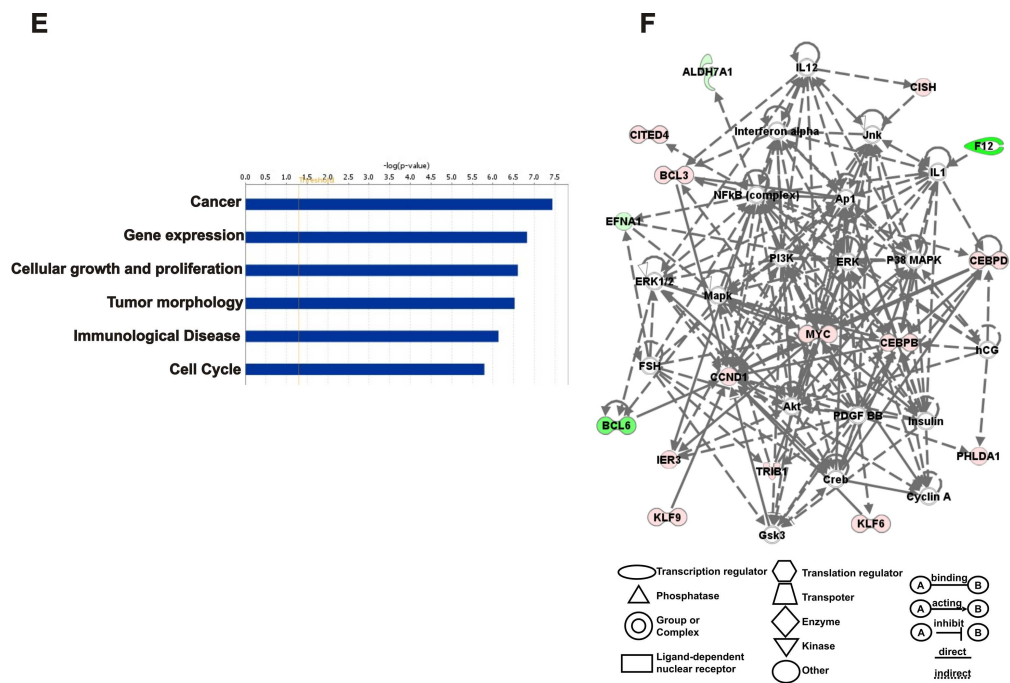 E
F
-log(p-value)
0.0 0.5 1.0 1.5 2.0 2.5 3.0 3.5 4.0 4.5 5.0 5.5 6.0 6.5 7.0 7.5
Threshold
Cancer
Gene expression
Cellular growth and proliferation
Tumor morphology
Immunological Disease
Cell Cycle
IL12
ALDH7A1
CISH
CITED4
Interferon alpha
Jnk
F12
BCL3
IL1
NFkB (complex)
Ap1
EFNA1
PI3K
ERK
P38 MAPK
CEBPD
ERK1/2
Mapk
MYC
CEBPB
hCG
FSH
CCND1
Akt
PDGF BB
Insulin
BCL6
IER3
TRIB1
Creb
PHLDA1
Cyclin A
KLF9
KLF6
Gsk3
Transcription regulator
Phosphatase
Group or
Complex
Ligand-dependent
nuclear receptor
Translation regulator
Transpoter
Enzyme
Kinase
Other
A binding B
A acting B
A inhibit B
direct
indirect